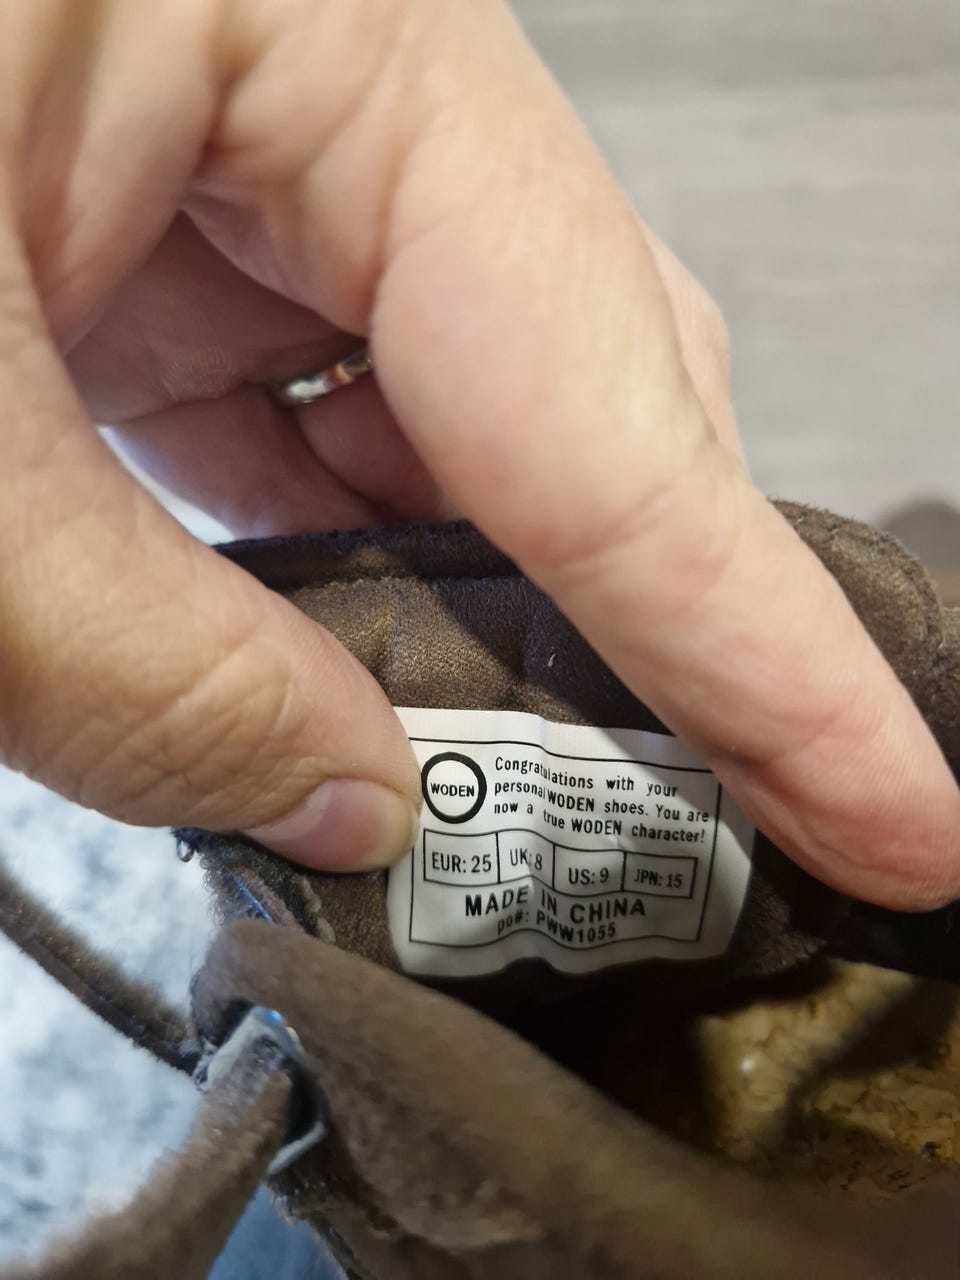 WODEN
Congratulations with your
personal WODEN shoes. You are
now a true WODEN character!
EUR: 25 UK: 8 US: 9 JPN: 15
MADE IN CHINA
po#: PWW1055